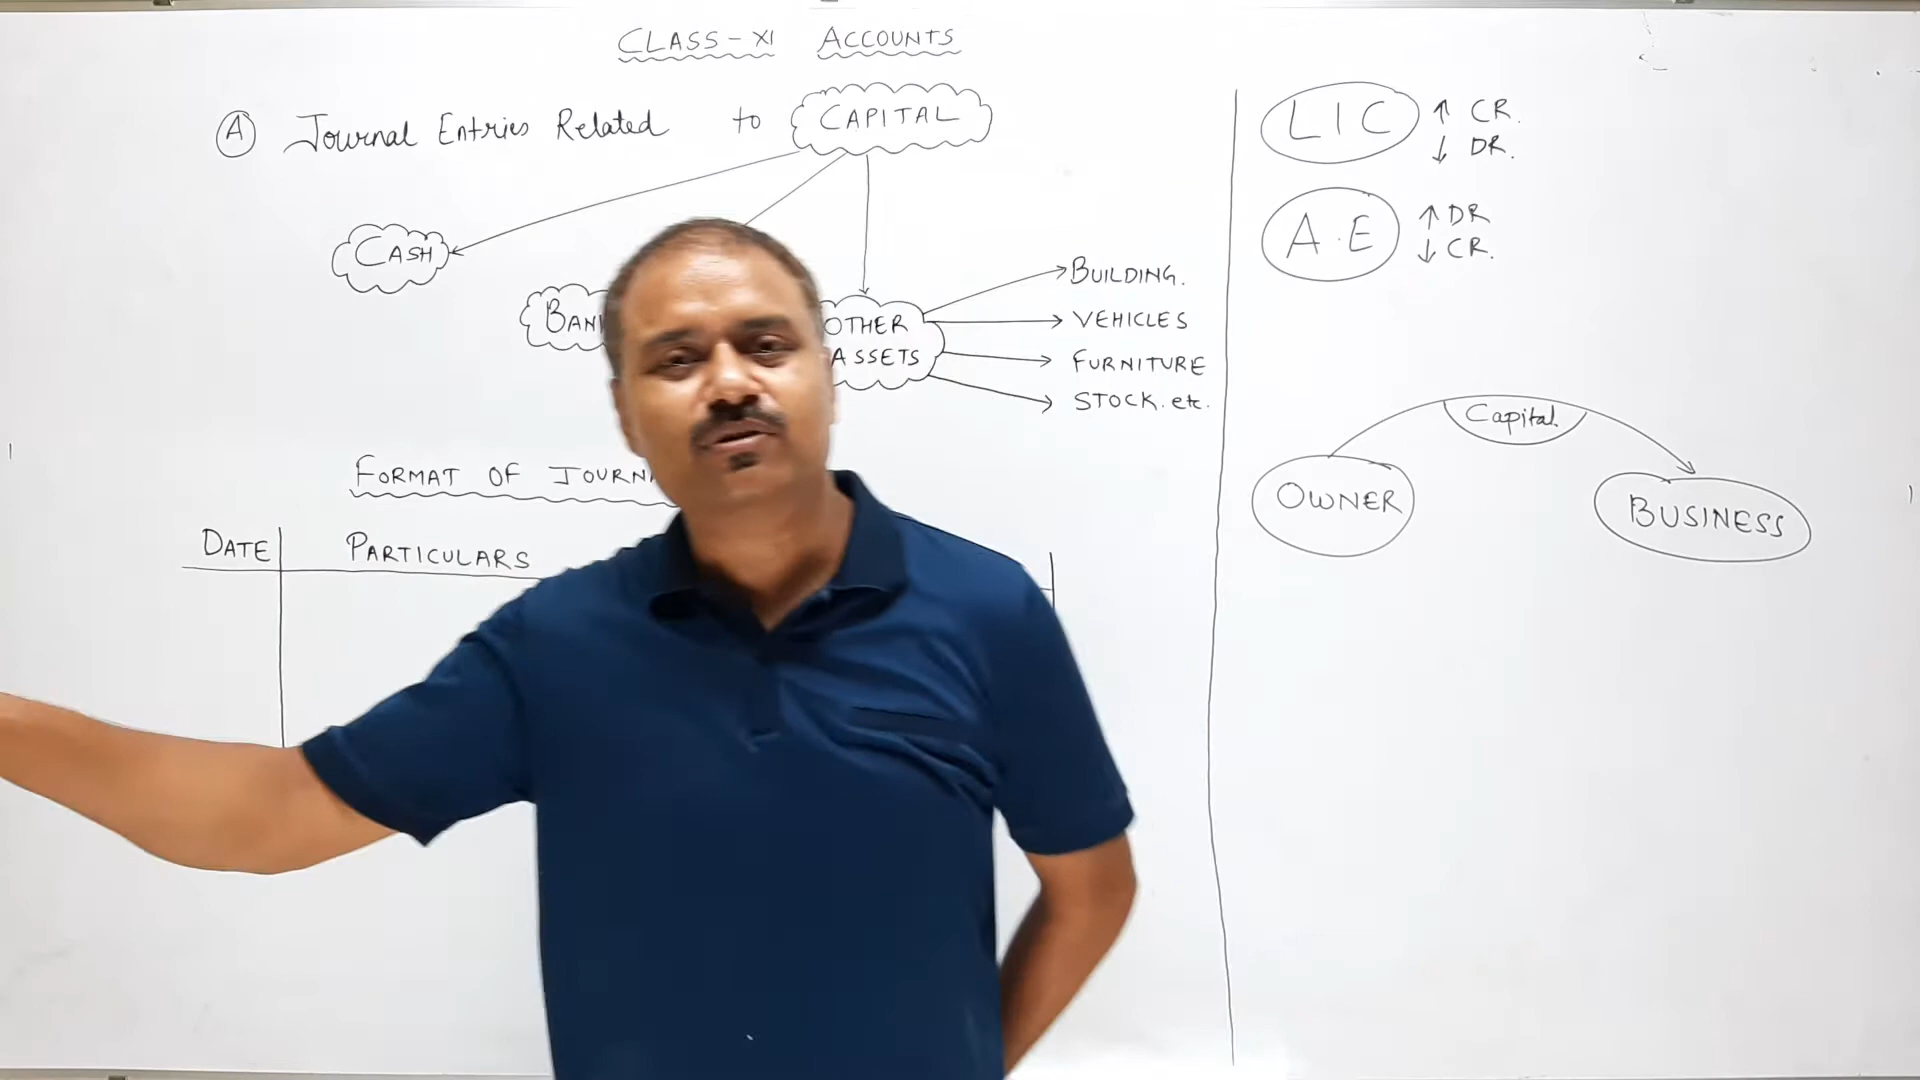 CLASS-XI ACCOUNTS
A Journal Entries Related to CAPITAL
CASH
OTHER
ASSETS
BUILDING.
VEHICLES
FURNITURE
STOCK. etc.
FORMAT OF
DATE PARTICULARS
LIC ↑ CR.
↓ DR.
A.E ↑ DR
↓ CR.
Capital
OWNER
BUSINESS